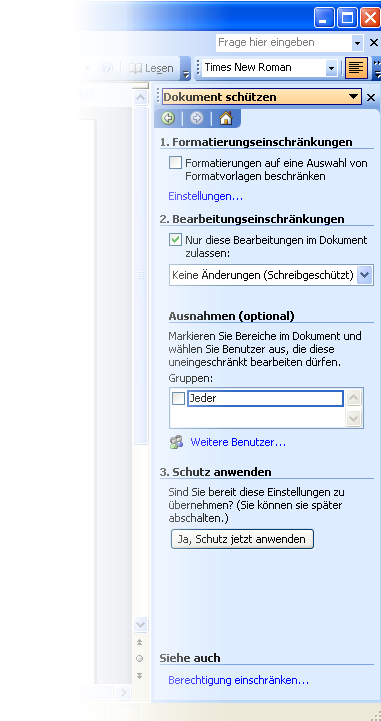 Frage hier eingeben
Lesen
Times New Roman
Dokument schützen
1. Formatierungseinschränkungen
Formatierungen auf eine Auswahl von
Formatvorlagen beschränken
Einstellungen...
2. Bearbeitungseinschränkungen
Nur diese Bearbeitungen im Dokument
zulassen:
Keine Änderungen (Schreibgeschützt)
Ausnahmen (optional)
Markieren Sie Bereiche im Dokument und
wählen Sie Benutzer aus, die diese
uneingeschränkt bearbeiten dürfen.
Gruppen:
Jeder
Weitere Benutzer...
3. Schutz anwenden
Sind Sie bereit diese Einstellungen zu
übernehmen? (Sie können sie später
abschalten.)
Ja, Schutz jetzt anwenden
Siehe auch
Berechtigung einschränken...